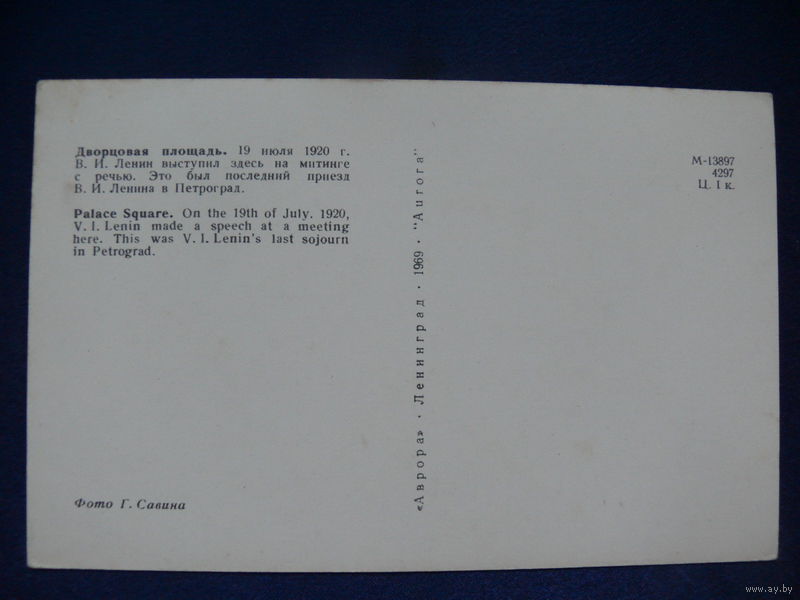 Дворцовая площадь. 19 июля 1920 г.
В. И. Ленин выступил здесь на митинге
с речью. Это был последний приезд
В. И. Ленина в Петроград.
Palace Square. On the 19th of July. 1920,
V. I. Lenin made a speech at a meeting
here. This was V. I. Lenin's last sojourn
in Petrograd.
Фото Г. Савина
«Аврора» · Ленинград · 1969 · "Aurora"
М-13897
4297
Ц. 1 к.
www.ay.by